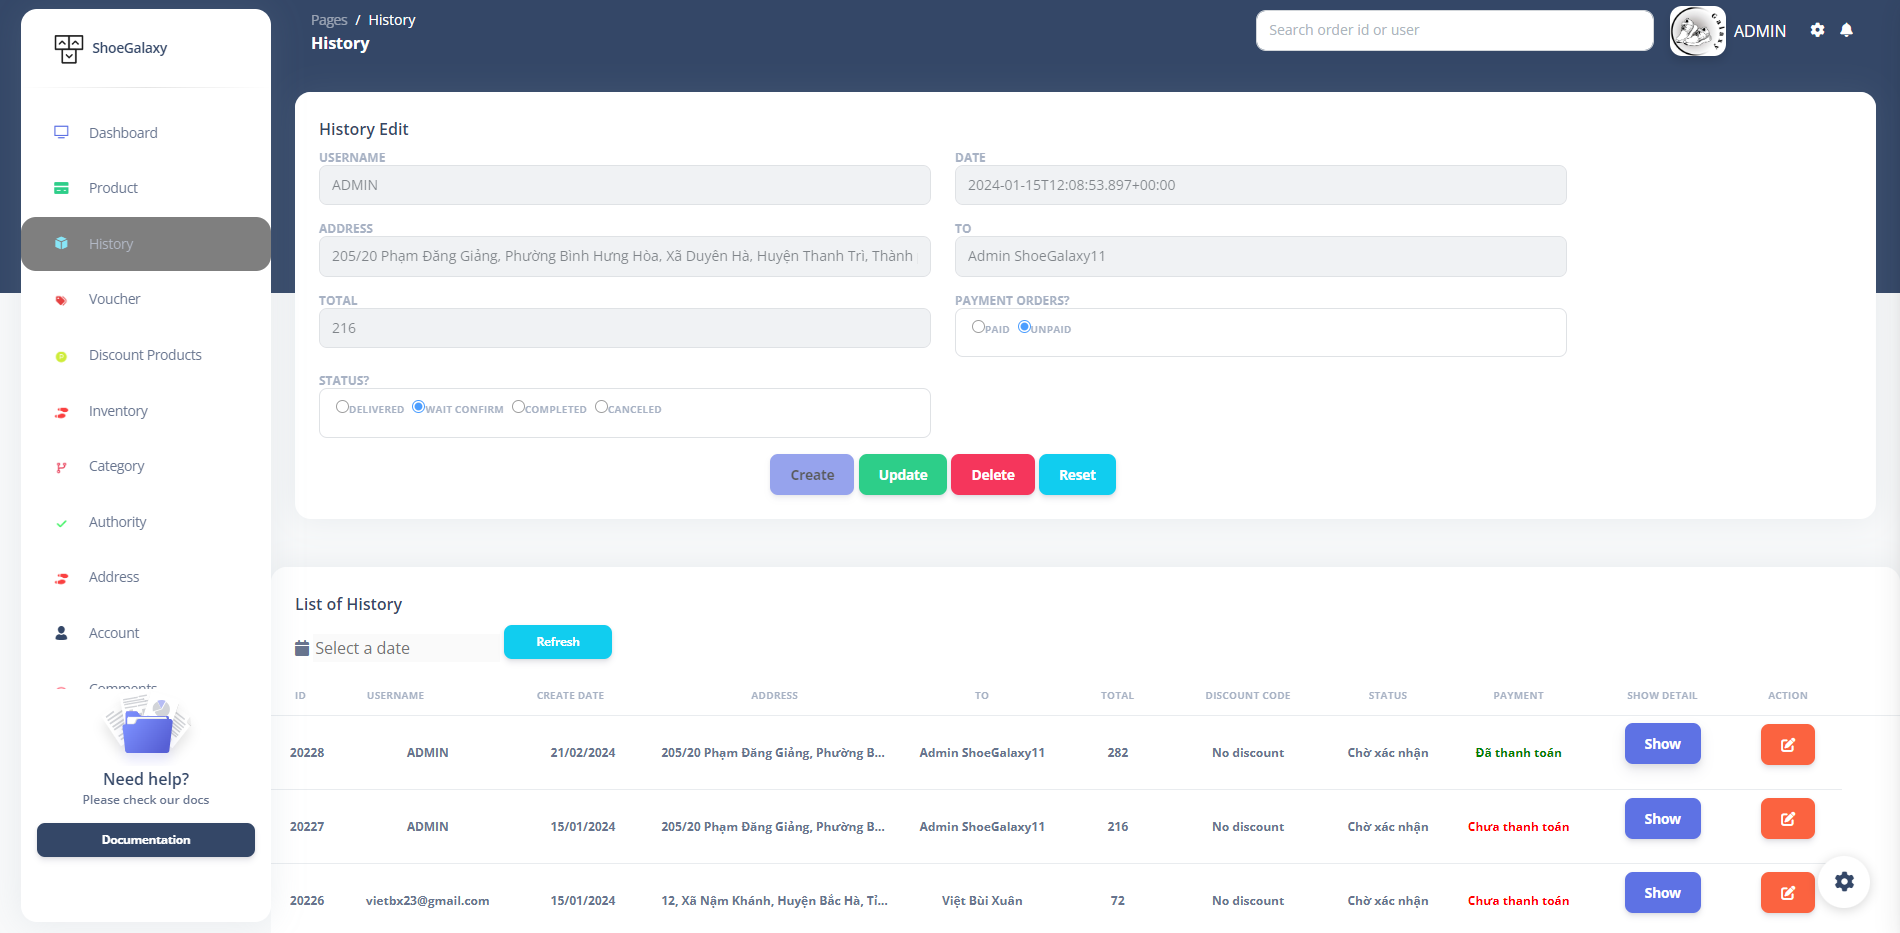 ShoeGalaxy
Dashboard
Product
History
Voucher
Discount Products
Inventory
Category
Authority
Address
Account
Comments
Need help?
Please check our docs
Documentation
Pages / History
History
Search order id or user
Galaxy
ADMIN
History Edit
USERNAME
ADMIN
DATE
2024-01-15T12:08:53.897+00:00
ADDRESS
205/20 Phạm Đăng Giảng, Phường Bình Hưng Hòa, Xã Duyên Hà, Huyện Thanh Trì, Thành
TO
Admin ShoeGalaxy11
TOTAL
216
PAYMENT ORDERS?
PAID UNPAID
STATUS?
DELIVERED WAIT CONFIRM COMPLETED CANCELED
Create Update Delete Reset
List of History
Select a date Refresh
ID USERNAME CREATE DATE ADDRESS TO TOTAL DISCOUNT CODE STATUS PAYMENT SHOW DETAIL ACTION
20228 ADMIN 21/02/2024 205/20 Phạm Đăng Giảng, Phường B... Admin ShoeGalaxy11 282 No discount Chờ xác nhận Đã thanh toán Show
20227 ADMIN 15/01/2024 205/20 Phạm Đăng Giảng, Phường B... Admin ShoeGalaxy11 216 No discount Chờ xác nhận Chưa thanh toán Show
20226 vietbx23@gmail.com 15/01/2024 12, Xã Nậm Khánh, Huyện Bắc Hà, Tỉ... Việt Bùi Xuân 72 No discount Chờ xác nhận Chưa thanh toán Show